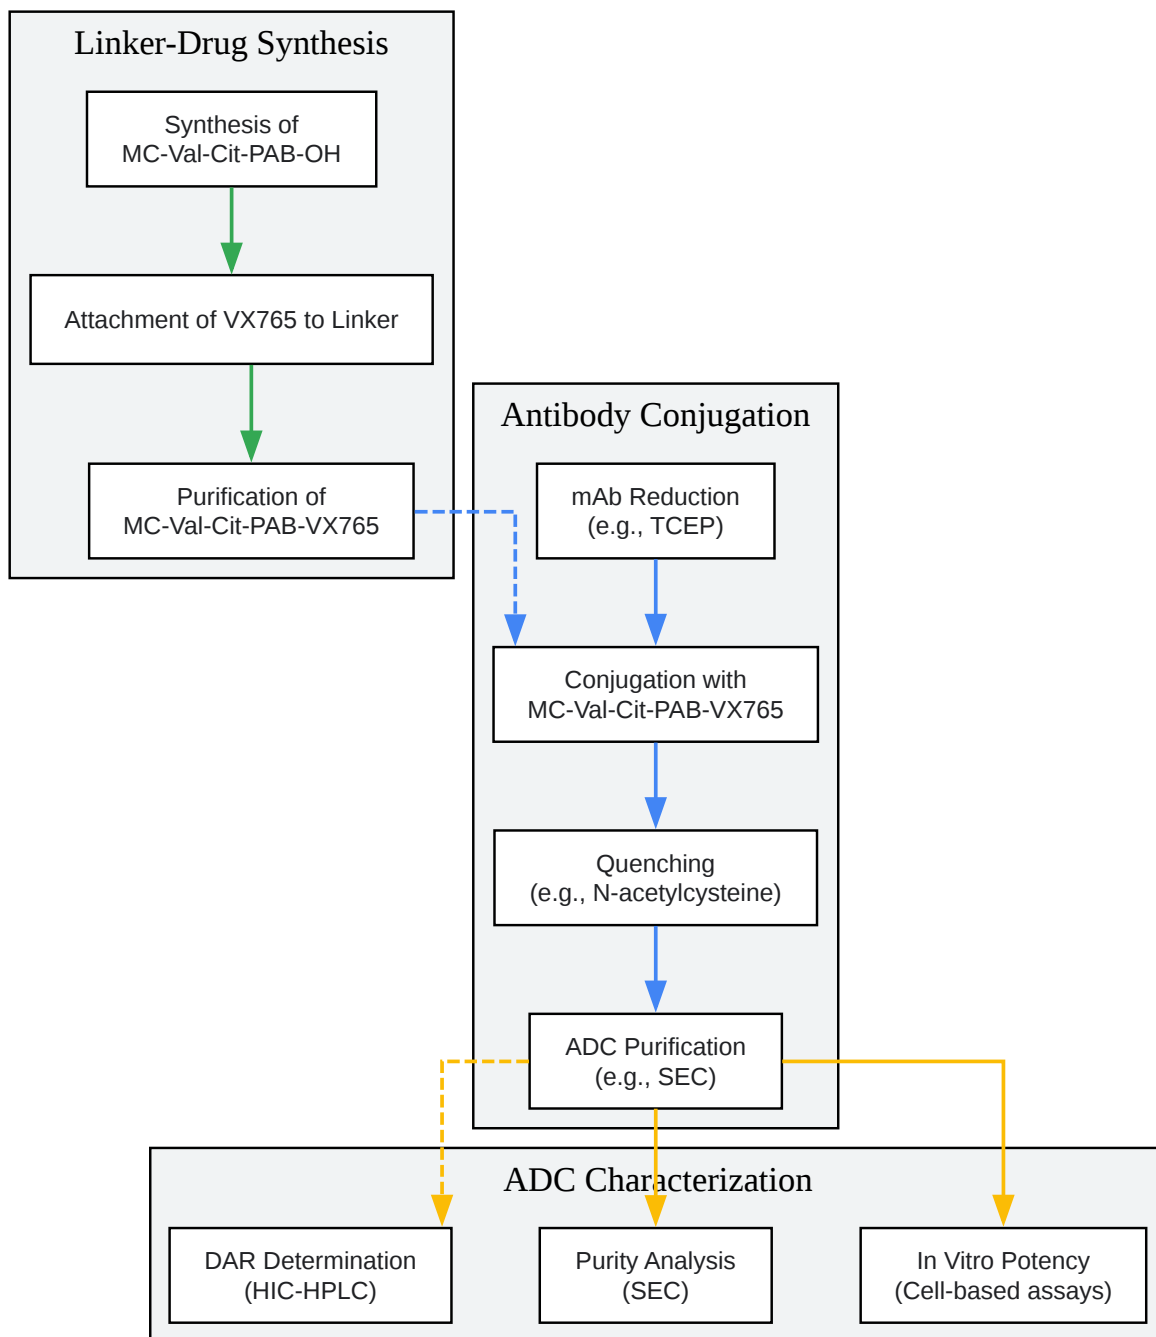 Linker-Drug Synthesis
Synthesis of
MC-Val-Cit-PAB-OH
Attachment of VX765 to Linker
Purification of
MC-Val-Cit-PAB-VX765
Antibody Conjugation
mAb Reduction
(e.g., TCEP)
Conjugation with
MC-Val-Cit-PAB-VX765
Quenching
(e.g., N-acetylcysteine)
ADC Purification
(e.g., SEC)
ADC Characterization
DAR Determination
(HIC-HPLC)
Purity Analysis
(SEC)
In Vitro Potency
(Cell-based assays)